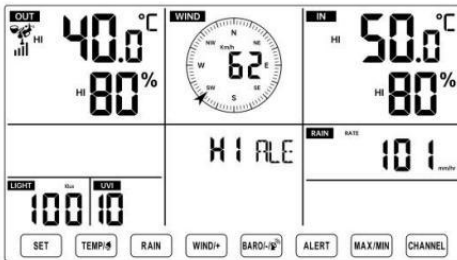 OUT
HI 40.0°C
HI 80%
WIND
N
NW NE
Km/h
W 62 E
SW SE
S
IN
HI 50.0°C
HI 80%
HI ALE
RAIN RATE
101 mm/hr
LIGHT Klux
100
UVI
10
SET TEMP/ RAIN WIND/+ BARO/-/ ALERT MAX/MIN CHANNEL